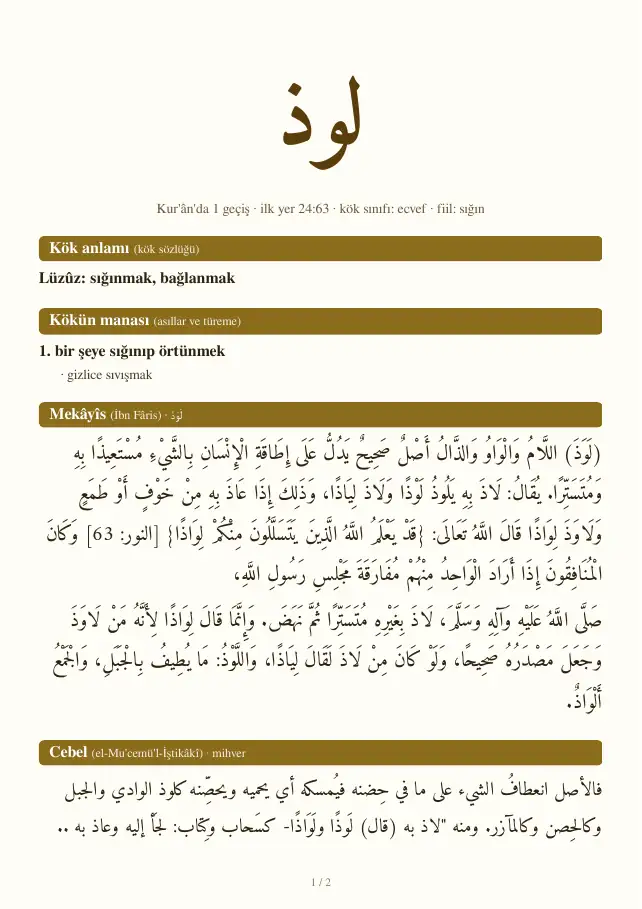 لوذ
Kur'ân'da 1 geçiş · ilk yer 24:63 · kök sınıfı: ecvef · fiil: sığın
Kök anlamı (kök sözlüğü)
Lüzûz: sığınmak, bağlanmak
Kökün manası (asıllar ve türeme)
1. bir şeye sığınıp örtünmek
· gizlice sıvışmak
Mekâyîs (İbn Fâris) · لَوَذَ
(لَوَذَ) اللَّامُ وَالْوَاوُ وَالذَّالُ أَصْلٌ صَحِيحٌ يَدُلُّ عَلَى إِطَاقَةِ الْإِنْسَانِ بِالشَّيْءِ مُسْتَعِيذًا بِهِ
وَمُتَسَتِّرًا. يُقَالُ: لَاذَ بِهِ يَلُوذُ لَوْذًا وَلَاذَ لِيَاذًا، وَذَلِكَ إِذَا عَاذَ بِهِ مِنْ خَوْفٍ أَوْ طَمَعٍ
وَلَاوَذَ لِوَاذًا قَالَ اللَّهُ تَعَالَى: {قَدْ يَعْلَمُ اللَّهُ الَّذِينَ يَتَسَلَّلُونَ مِنْكُمْ لِوَاذًا} [النور: 63] وَكَانَ
الْمُنَافِقُونَ إِذَا أَرَادَ الْوَاحِدُ مِنْهُمْ مُفَارَقَةَ مَجْلِسِ رَسُولِ اللَّهِ،
صَلَّى اللَّهُ عَلَيْهِ وَآلِهِ وَسَلَّمَ، لَاذَ بِغَيْرِهِ مُتَسَتِّرًا ثُمَّ نَهَضَ. وَإِنَّمَا قَالَ لِوَاذًا لِأَنَّهُ مَنْ لَاوَذَ
وَجَعَلَ مَصْدَرُهُ صَحِيحًا، وَلَوْ كَانَ مِنْ لَاذَ لَقَالَ لِيَاذًا، وَاللَّوْذُ: مَا يُطِيفُ بِالْجَبَلِ، وَالْجَمْعُ
أَلْوَاذٌ.
Cebel (el-Mu'cemü'l-İştikâkî) · mihver
فالأصل انعطافُ الشيء على ما في حِضنه فيُمسكه أي يحميه ويحصِّنه كلوذ الوادي والجبل
وكالحِصن وكالمآزر. ومنه "لاذ به (قال) لَوذًا ولَوَاذًا- كسَحاب وكِتاب: لجَأ إليه وعاذ به ..
1 / 2